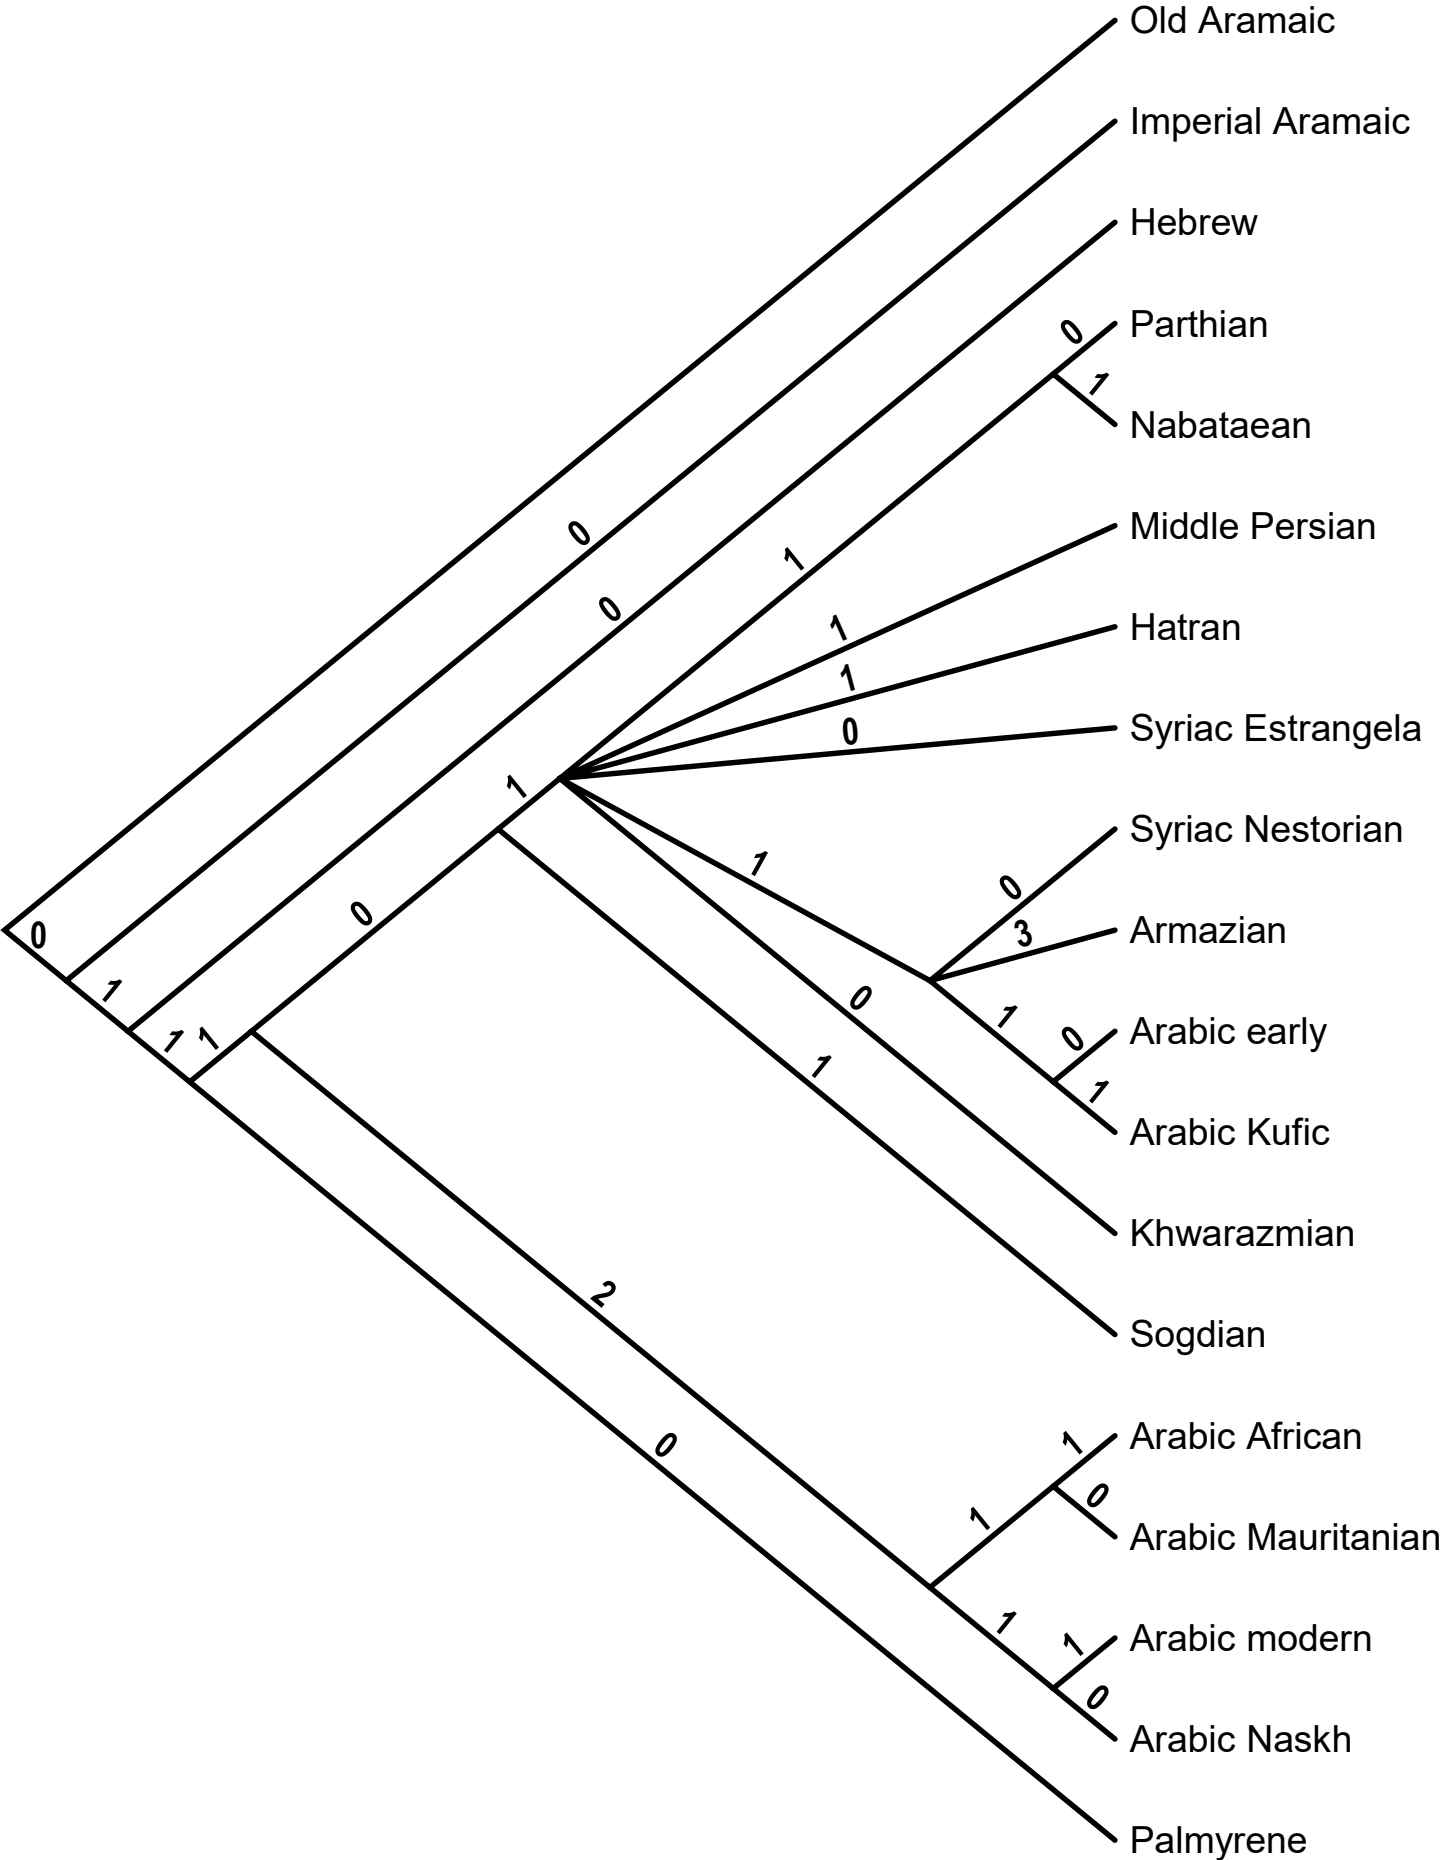 Old Aramaic
Imperial Aramaic
Hebrew
0 Parthian
1
Nabataean
Middle Persian
0
1
0
1
Hatran
1
0
Syriac Estrangela
1
Syriac Nestorian
1
0
0
3
0
Armazian
1
0
1
Arabic early
1
1
0
1
1
Arabic Kufic
Khwarazmian
2
Sogdian
1
Arabic African
0
0
1
Arabic Mauritanian
1
1
Arabic modern
0
Arabic Naskh
Palmyrene